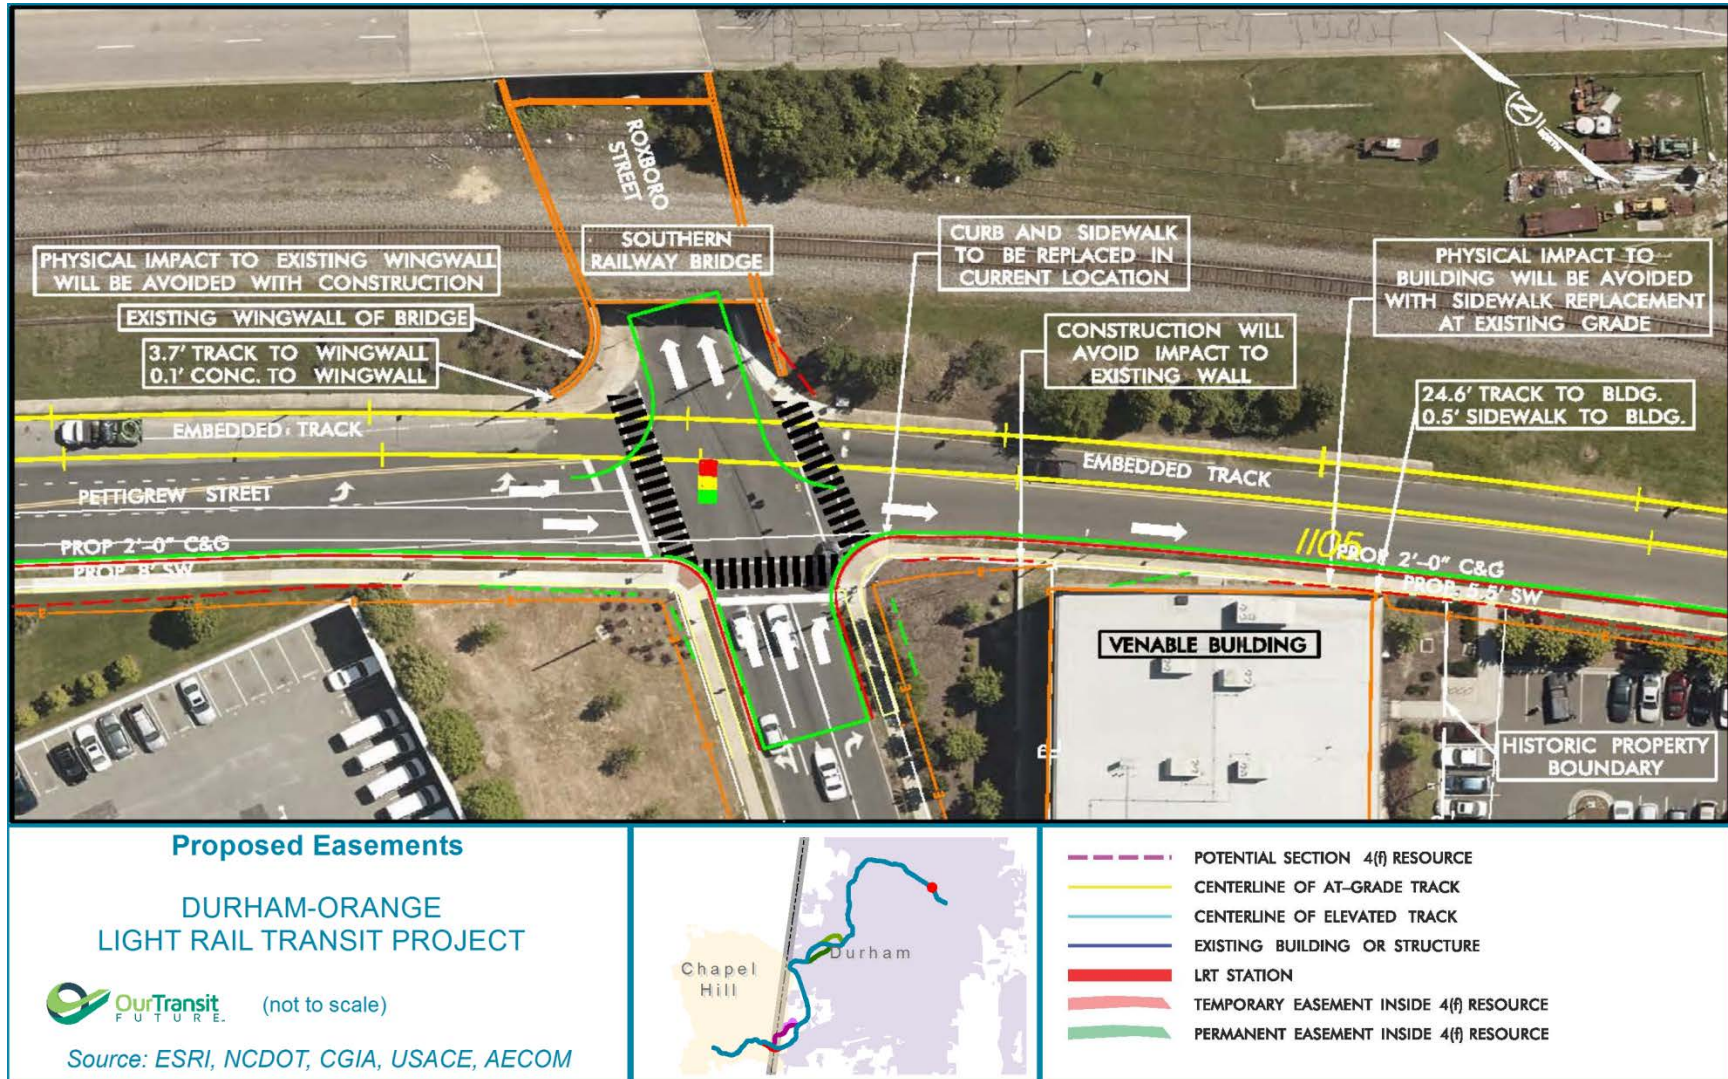 ROXBORO
STREET
SOUTHERN
RAILWAY BRIDGE
NORTH
PHYSICAL IMPACT TO EXISTING WINGWALL
WILL BE AVOIDED WITH CONSTRUCTION
EXISTING WINGWALL OF BRIDGE
3.7' TRACK TO WINGWALL
0.1' CONC. TO WINGWALL
CURB AND SIDEWALK
TO BE REPLACED IN
CURRENT LOCATION
CONSTRUCTION WILL
AVOID IMPACT TO
EXISTING WALL
PHYSICAL IMPACT TO
BUILDING WILL BE AVOIDED
WITH SIDEWALK REPLACEMENT
AT EXISTING GRADE
24.6' TRACK TO BLDG.
0.5' SIDEWALK TO BLDG.
EMBEDDED TRACK
EMBEDDED TRACK
PETTIGREW STREET
PROP 2'-0" C&G
PROP 8' SW
1105
PROP 2'-0" C&G
PROP 5.5' SW
VENABLE BUILDING
HISTORIC PROPERTY
BOUNDARY
Proposed Easements
DURHAM-ORANGE
LIGHT RAIL TRANSIT PROJECT
OurTransit
FUTURE
(not to scale)
Source: ESRI, NCDOT, CGIA, USACE, AECOM
Chapel
Hill
Durham
POTENTIAL SECTION 4(f) RESOURCE
CENTERLINE OF AT-GRADE TRACK
CENTERLINE OF ELEVATED TRACK
EXISTING BUILDING OR STRUCTURE
LRT STATION
TEMPORARY EASEMENT INSIDE 4(f) RESOURCE
PERMANENT EASEMENT INSIDE 4(f) RESOURCE